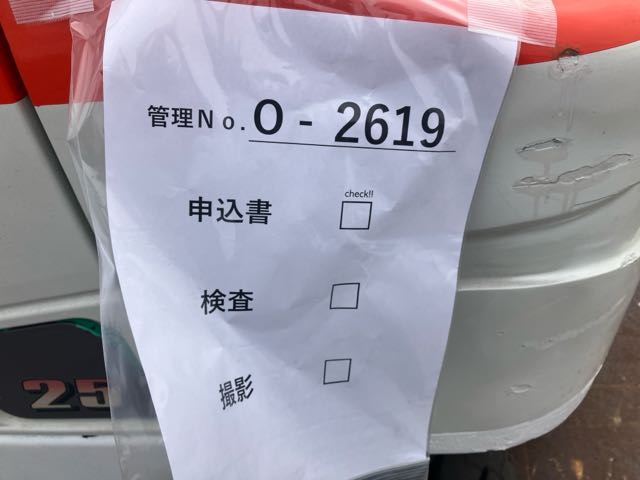 管理No. O - 2619
check!!
申込書 □
検査 □
撮影 □
25